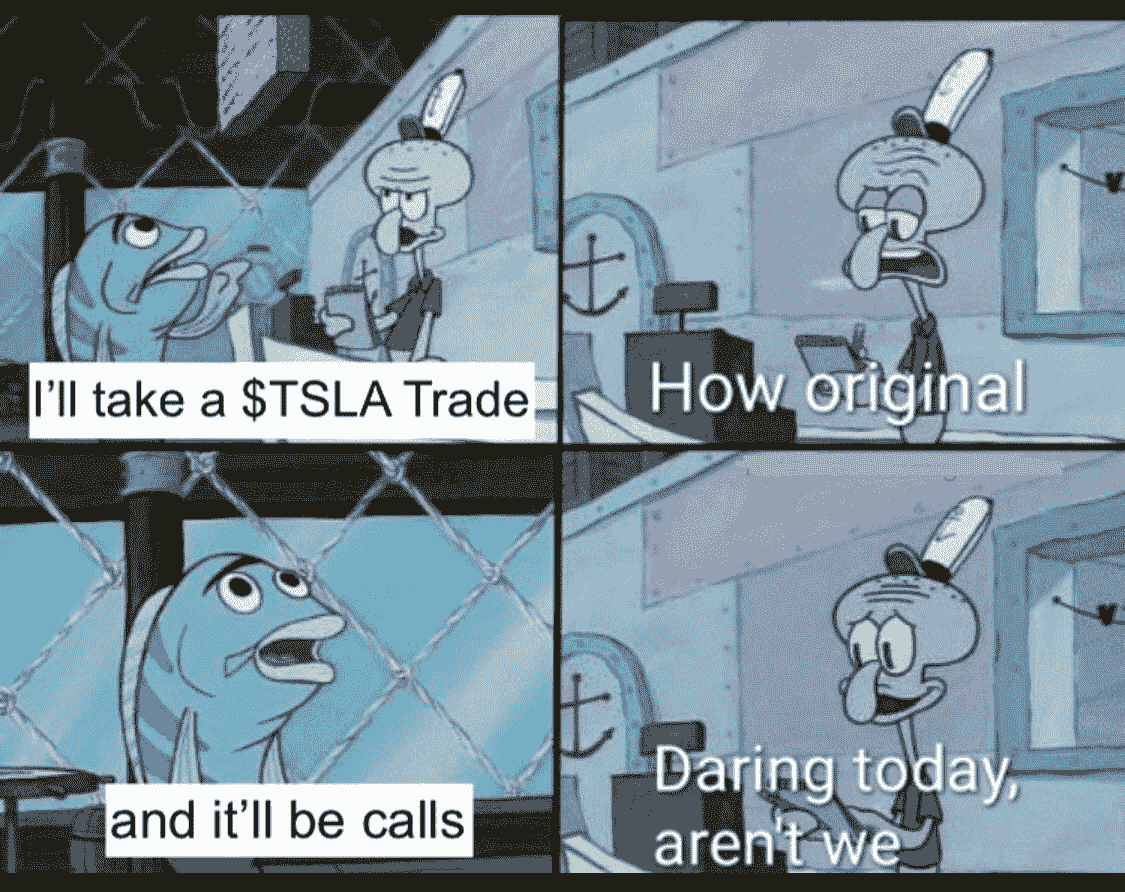 I'll take a $TSLA Trade
How original
and it'll be calls
Daring today,
aren't we